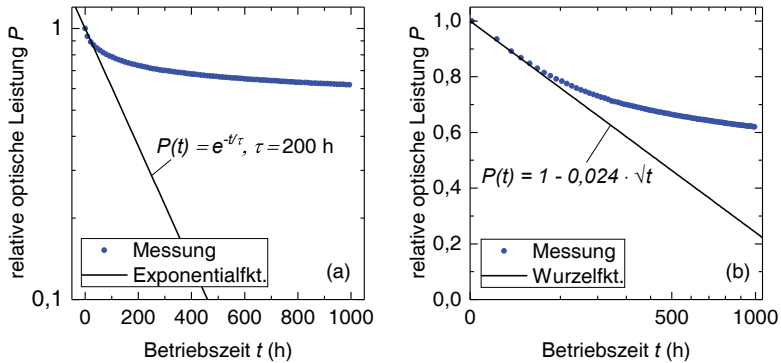 relative optische Leistung P
1
0,1
P(t) = e^-t/τ, τ = 200 h
Messung
Exponentialfkt.
(a)
0 200 400 600 800 1000
Betriebszeit t (h)
relative optische Leistung P
1,0
0,8
0,6
0,4
0,2
0,0
P(t) = 1 - 0,024 · √t
Messung
Wurzelfkt.
(b)
0 500 1000
Betriebszeit t (h)